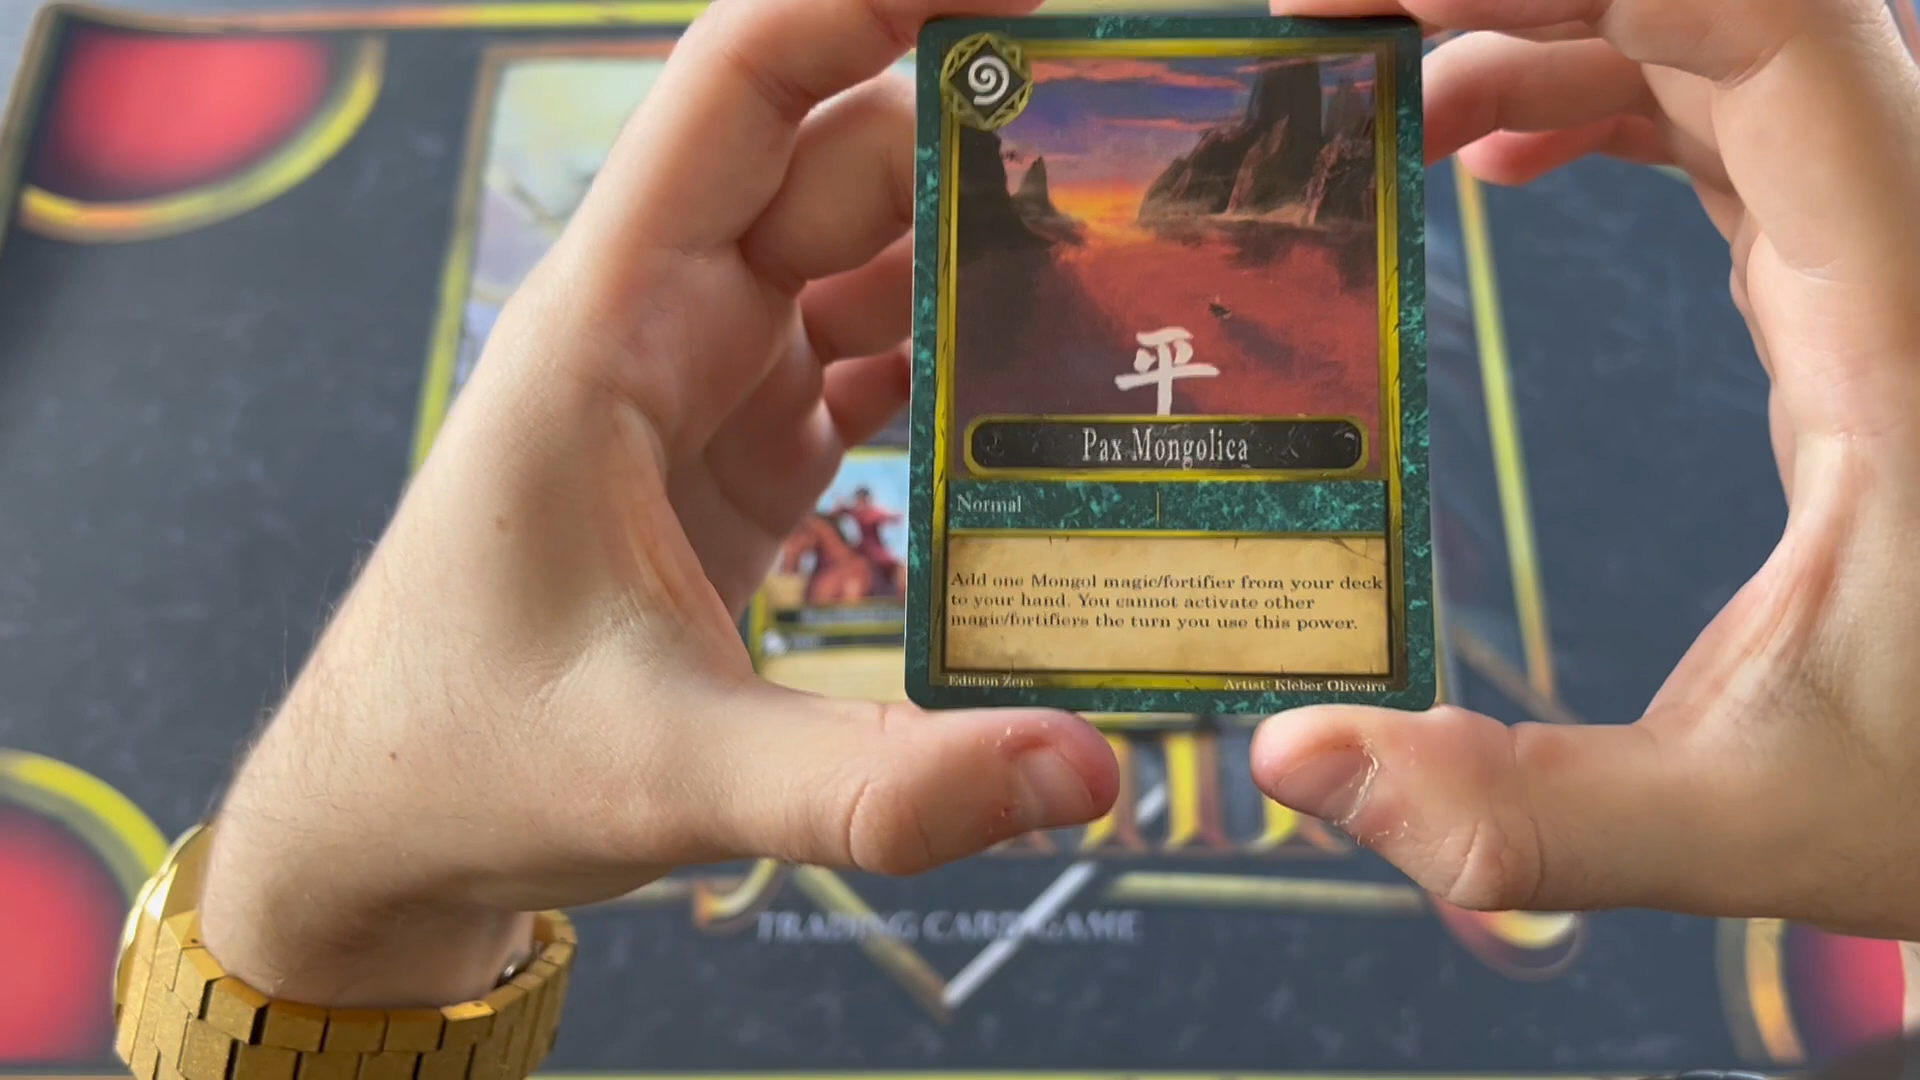 平
Pax Mongolica
Normal
Add one Mongol magic/fortifier from your deck
to your hand. You cannot activate other
magic/fortifiers the turn you use this power.
Edition Zero
Artist: Kleber Oliveira
TRADING CARD GAME